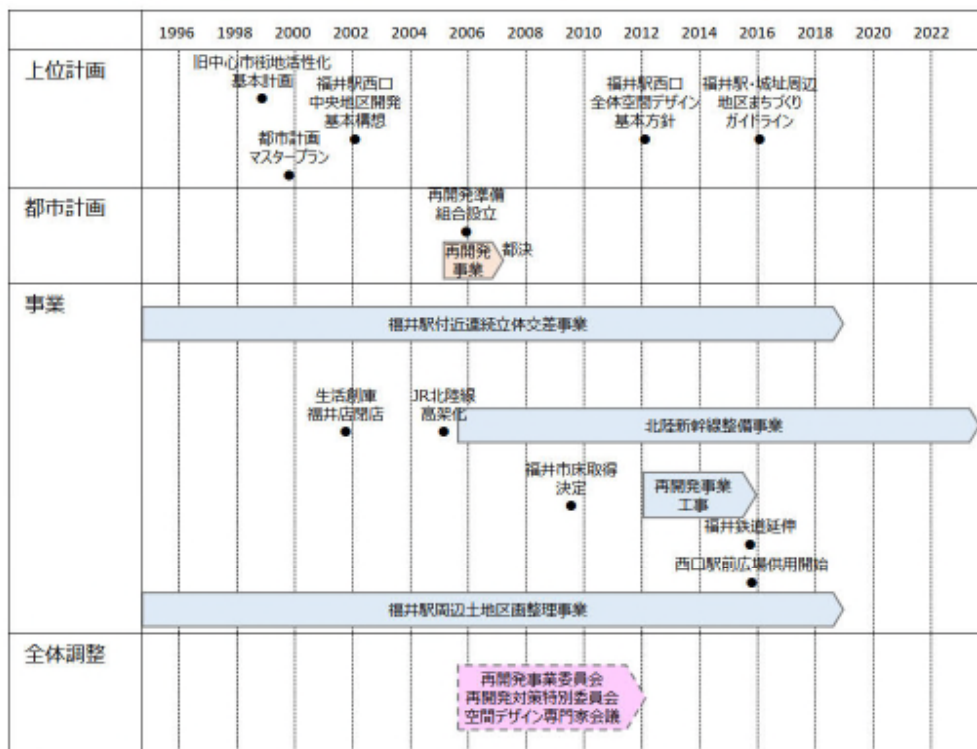 1996 1998 2000 2002 2004 2006 2008 2010 2012 2014 2016 2018 2020 2022
上位計画
旧中心市街地活性化
基本計画
都市計画
マスタープラン
福井駅西口
中央地区開発
基本構想
福井駅西口
全体空間デザイン
基本方針
福井駅・城址周辺
地区まちづくり
ガイドライン
都市計画
再開発準備
組合設立
再開発
事業
都決
事業
福井駅付近連続立体交差事業
生活創庫
福井店閉店
JR北陸線
高架化
北陸新幹線整備事業
福井市床取得
決定
再開発事業
工事
福井鉄道延伸
西口駅前広場供用開始
福井駅周辺土地区画整理事業
全体調整
再開発事業委員会
再開発対策特別委員会
空間デザイン専門家会議